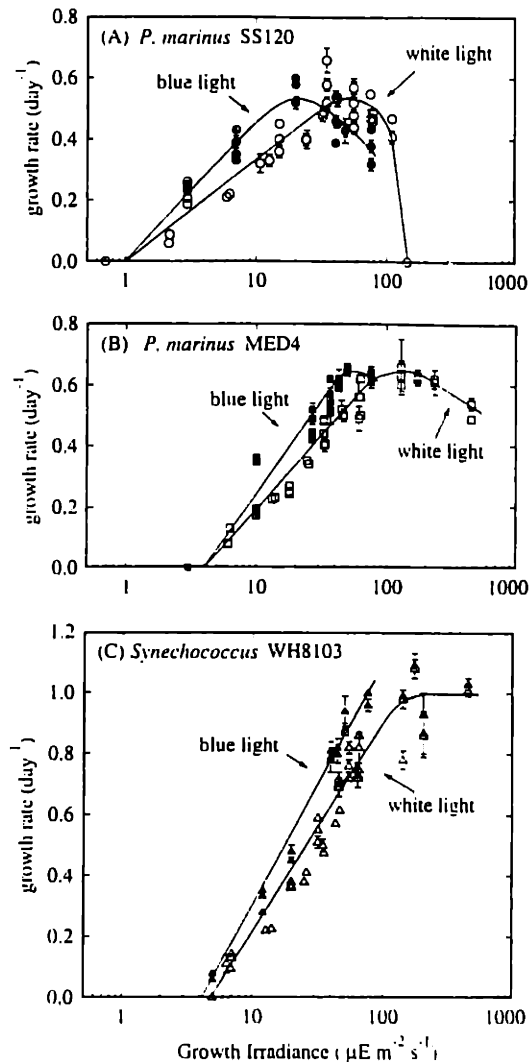 (A) P. marinus SS120
blue light
white light
growth rate (day⁻¹)
0.8
0.6
0.4
0.2
0.0
1 10 100 1000
(B) P. marinus MED4
blue light
white light
growth rate (day⁻¹)
0.8
0.6
0.4
0.2
0.0
1 10 100 1000
(C) Synechococcus WH8103
blue light
white light
growth rate (day⁻¹)
1.2
1.0
0.8
0.6
0.4
0.2
0.0
1 10 100 1000
Growth Irradiance (μE m⁻² s⁻¹)